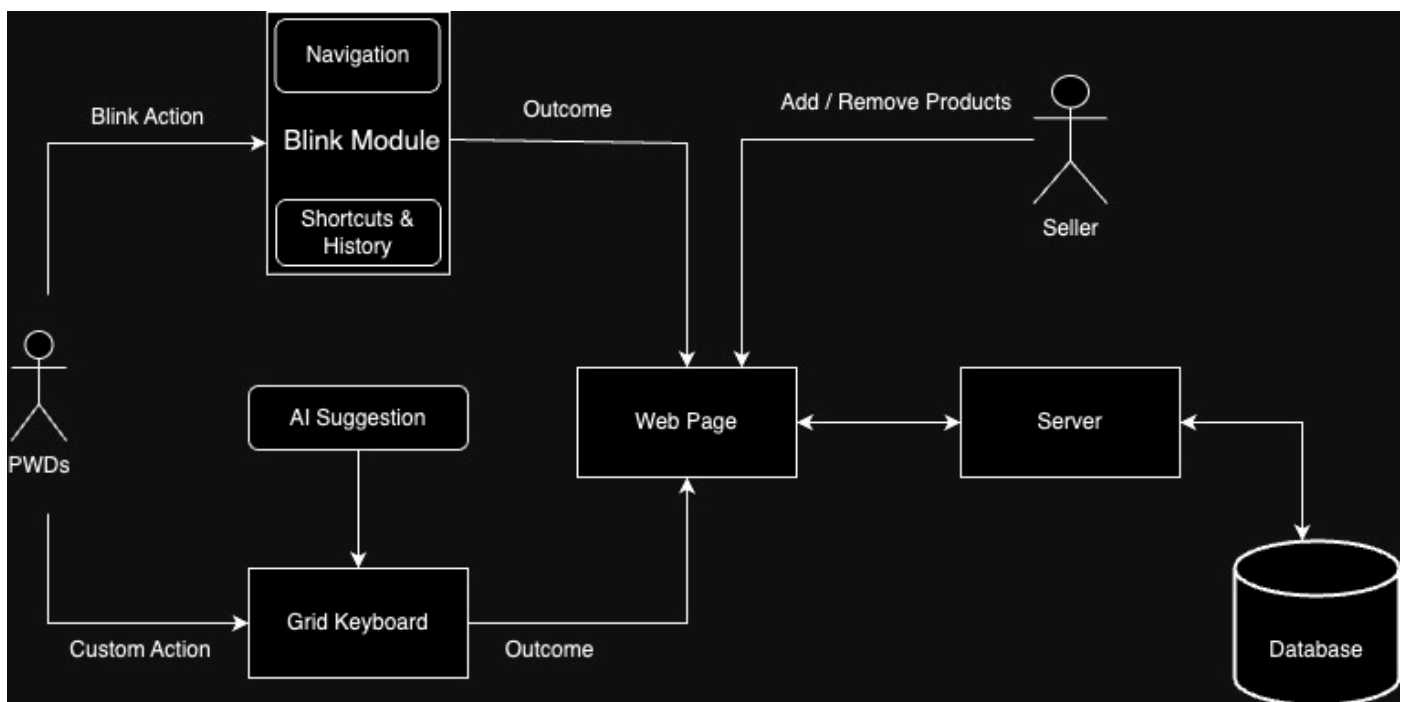 Navigation
Blink Action
Blink Module
Outcome
Add / Remove Products
Shortcuts &
History
Seller
PWDs
AI Suggestion
Web Page
Server
Grid Keyboard
Custom Action
Outcome
Database